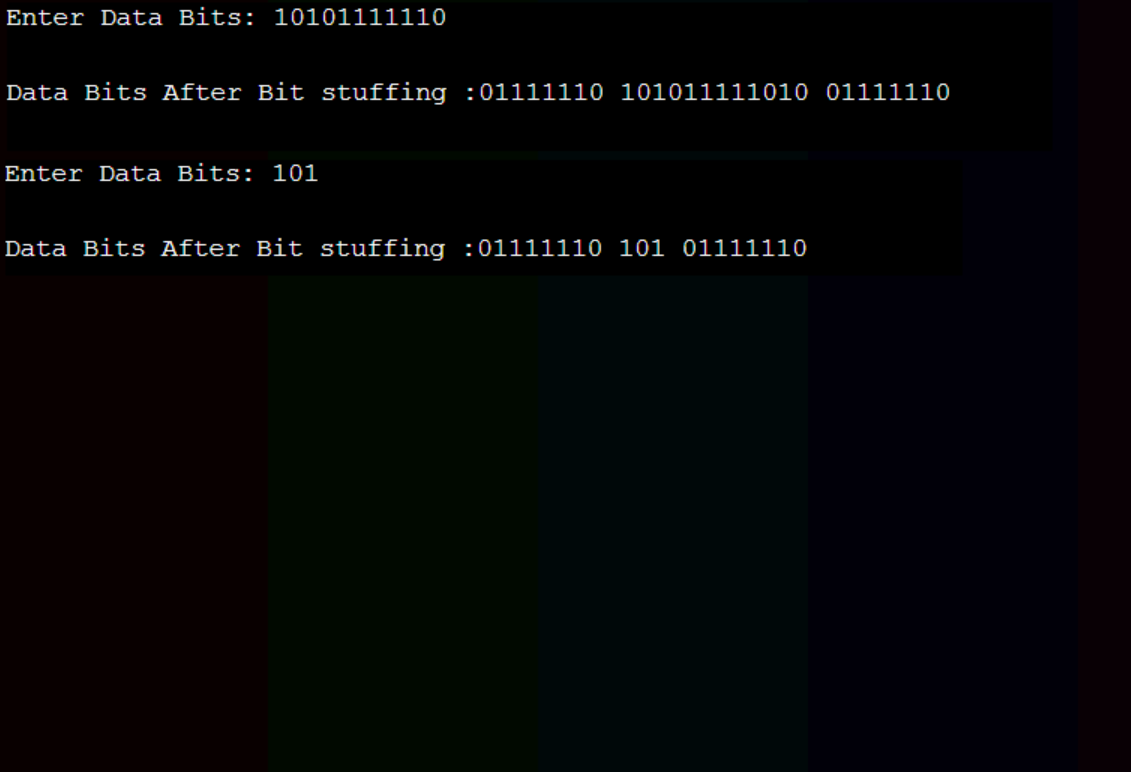 Enter Data Bits: 10101111110
Data Bits After Bit stuffing :01111110 101011111010 01111110
Enter Data Bits: 101
Data Bits After Bit stuffing :01111110 101 01111110